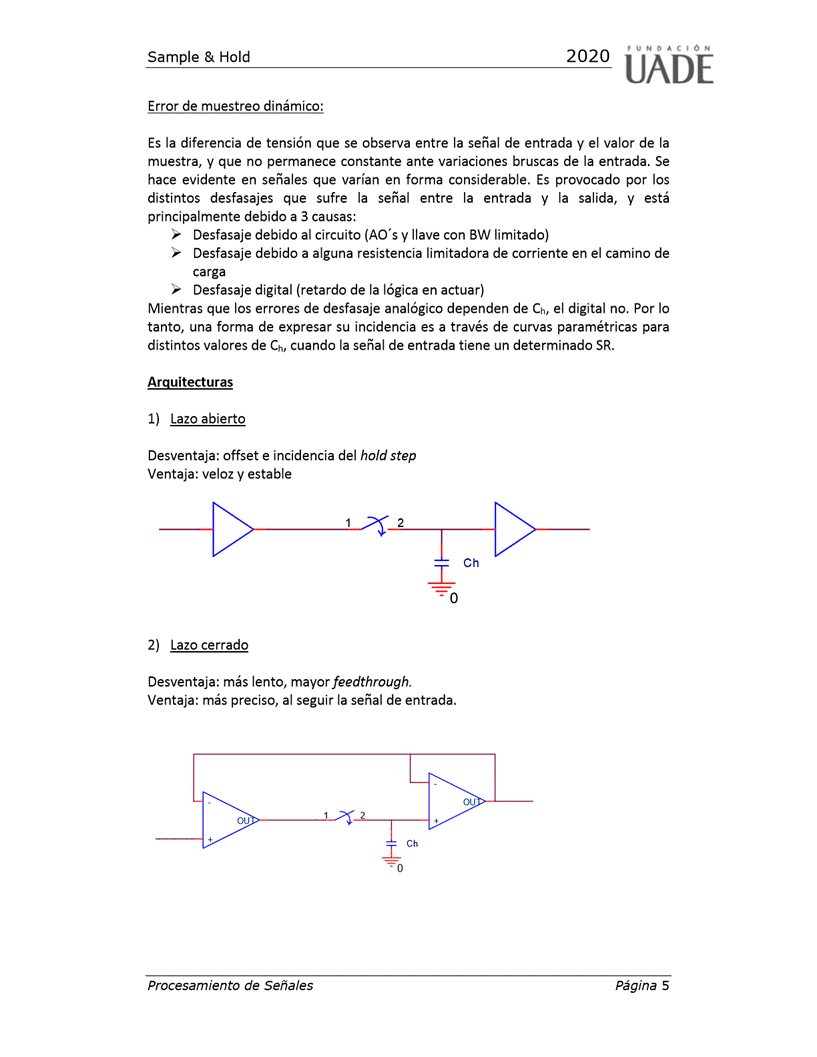 Sample & Hold 2020
FUNDACIÓN
UADE
Error de muestreo dinámico:
Es la diferencia de tensión que se observa entre la señal de entrada y el valor de la
muestra, y que no permanece constante ante variaciones bruscas de la entrada. Se
hace evidente en señales que varían en forma considerable. Es provocado por los
distintos desfasajes que sufre la señal entre la entrada y la salida, y está
principalmente debido a 3 causas:
➢ Desfasaje debido al circuito (AO´s y llave con BW limitado)
➢ Desfasaje debido a alguna resistencia limitadora de corriente en el camino de
carga
➢ Desfasaje digital (retardo de la lógica en actuar)
Mientras que los errores de desfasaje analógico dependen de Ch, el digital no. Por lo
tanto, una forma de expresar su incidencia es a través de curvas paramétricas para
distintos valores de Ch, cuando la señal de entrada tiene un determinado SR.
Arquitecturas
1) Lazo abierto
Desventaja: offset e incidencia del hold step
Ventaja: veloz y estable
1 2
Ch
0
2) Lazo cerrado
Desventaja: más lento, mayor feedthrough.
Ventaja: más preciso, al seguir la señal de entrada.
-
OUT
-
OUT
1 2
+
+
Ch
0
Procesamiento de Señales Página 5